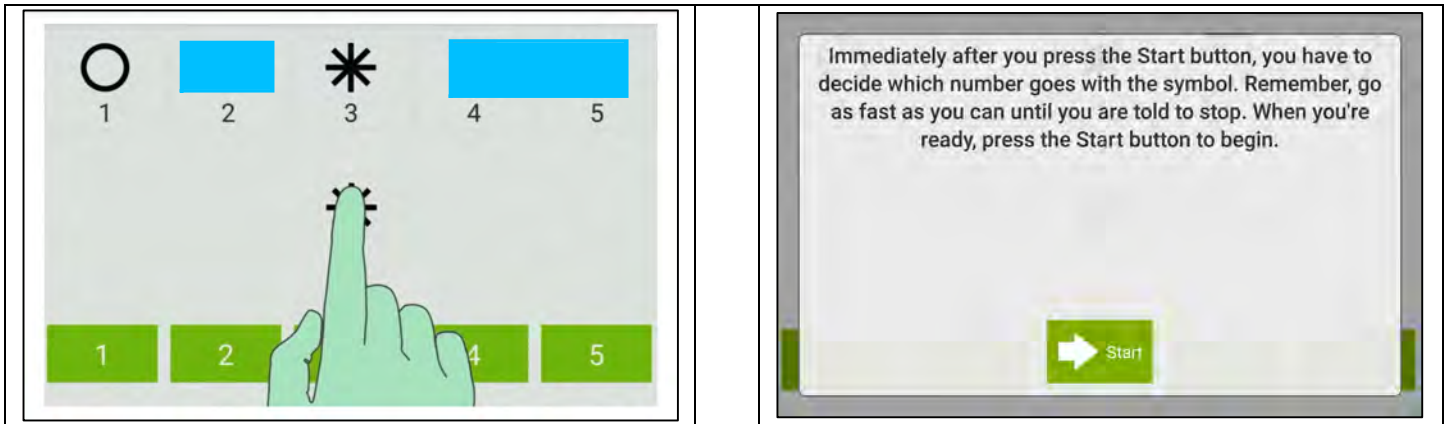 1 2 3 4 5
1 2 4 5
Immediately after you press the Start button, you have to
decide which number goes with the symbol. Remember, go
as fast as you can until you are told to stop. When you're
ready, press the Start button to begin.
Start